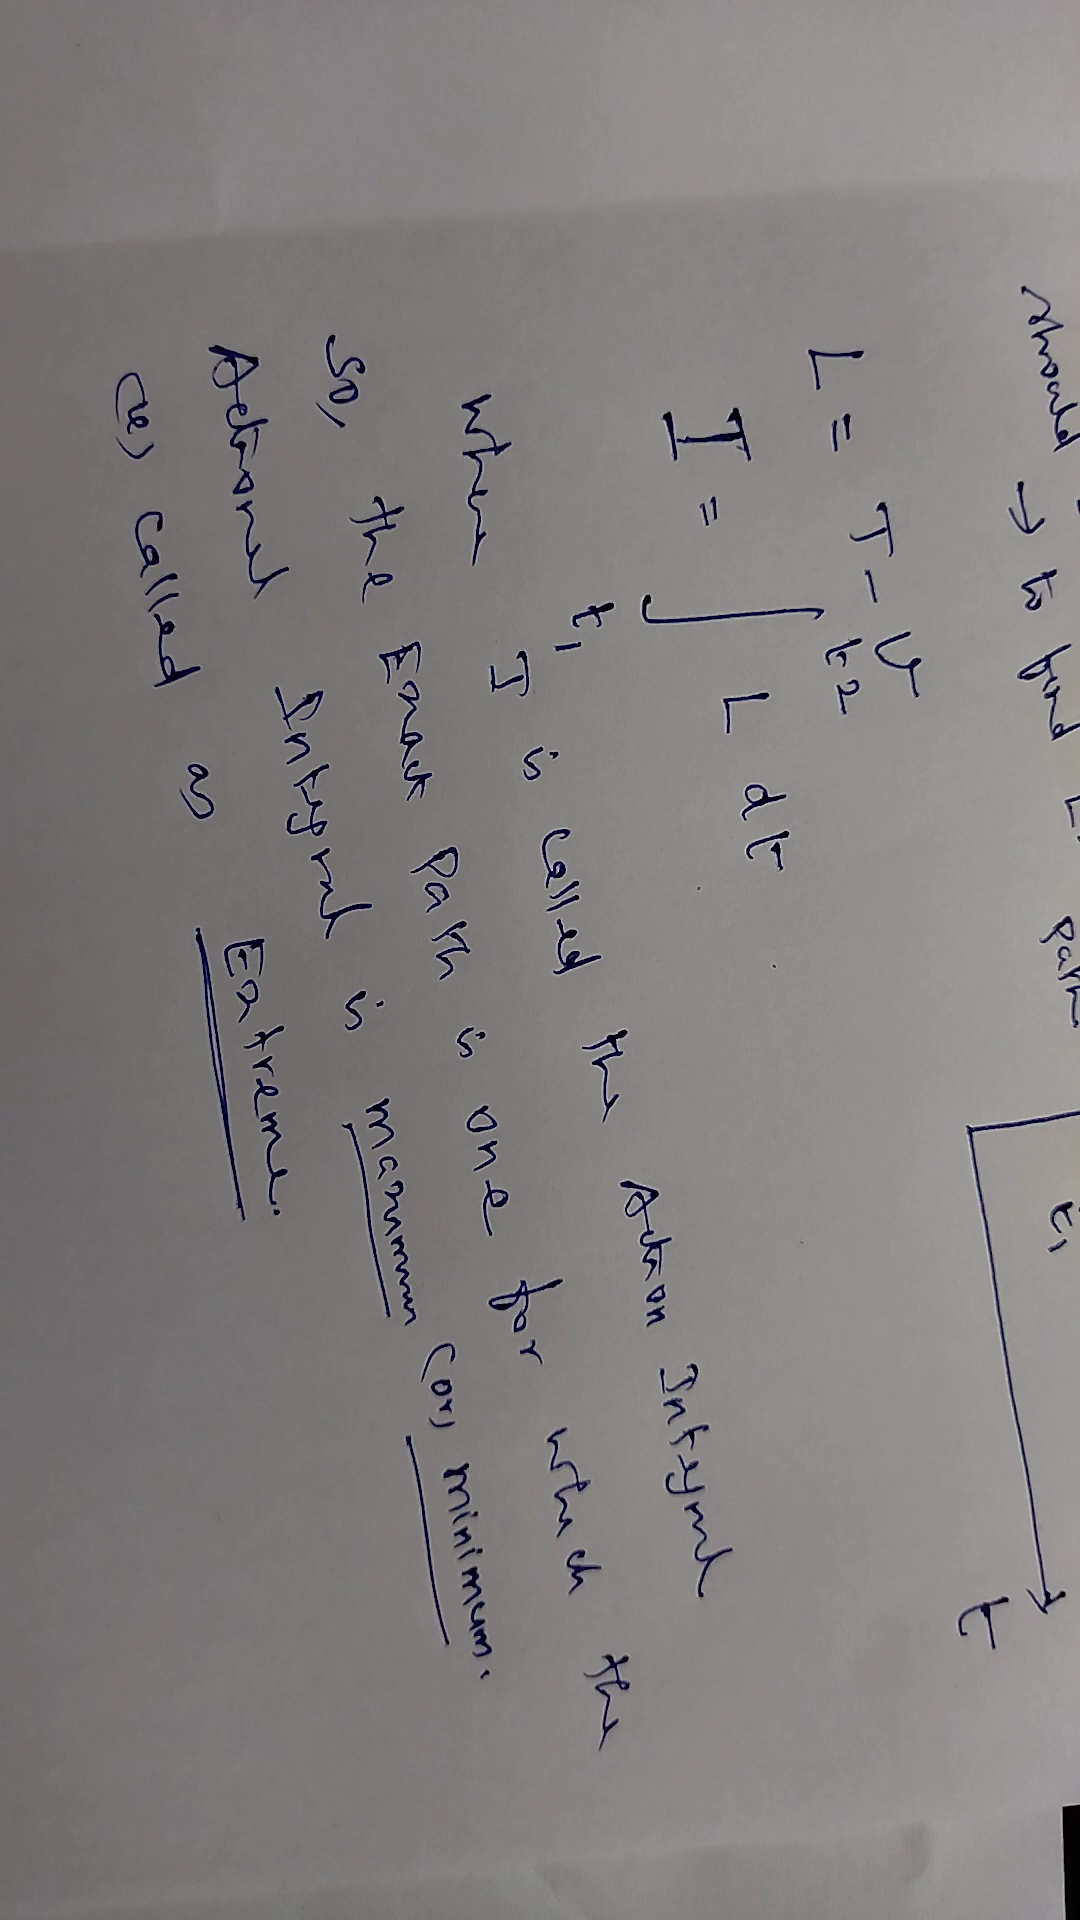 should → to find L. Path
t₁
t
L = T - V
I = ∫ L dt
t2
t₁
where I is called the Action Integral
So, the Exact Path is one for which the
Actional Integral is maximum (or) minimum.
(ie) called as Extreme.